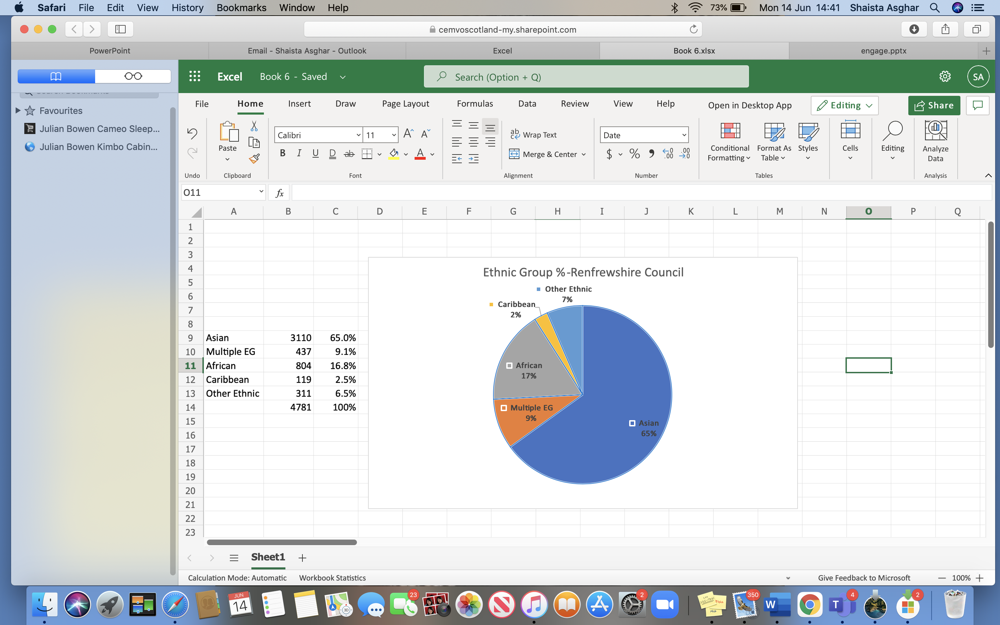 Safari File Edit View History Bookmarks Window Help 73% Mon 14 Jun 14:41 Shaista Asghar
cemvoscotland-my.sharepoint.com
PowerPoint Email - Shaista Asghar - Outlook Excel Book 6.xlsx engage.pptx
Excel Book 6 - Saved Search (Option + Q) SA
Favourites
Julian Bowen Cameo Sleep...
Julian Bowen Kimbo Cabin...
File Home Insert Draw Page Layout Formulas Data Review View Help Open in Desktop App Editing Share
Calibri 11 Wrap Text Date
Paste Merge & Center
Conditional Formatting Format As Table Styles Cells Editing Analyze Data
Undo Clipboard Font Alignment Number Tables Analysis
O11 fx
A B C D E F G H I J K L M N O P Q
1
2
3
4
5
6
7
8
9 Asian 3110 65.0%
10 Multiple EG 437 9.1%
11 African 804 16.8%
12 Caribbean 119 2.5%
13 Other Ethnic 311 6.5%
14 4781 100%
15
16
17
18
19
20
21
22
23
Ethnic Group %-Renfrewshire Council
Other Ethnic
7%
Caribbean
2%
African
17%
Multiple EG
9%
Asian
65%
Sheet1
Calculation Mode: Automatic Workbook Statistics Give Feedback to Microsoft 100%
JUN
14
23
3D
2
350
W
T
4
2